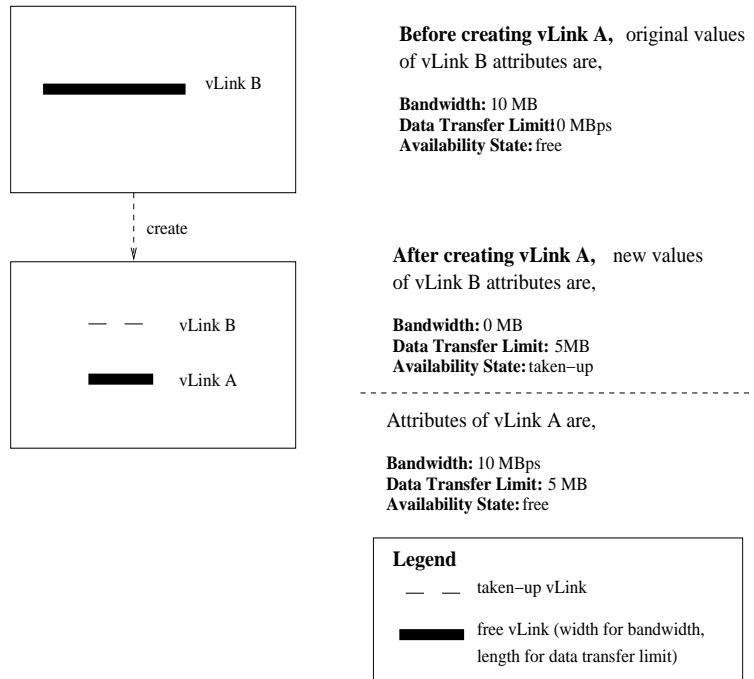 vLink B
Before creating vLink A, original values
of vLink B attributes are,
Bandwidth: 10 MB
Data Transfer Limit: 0 MBps
Availability State: free
create
vLink B
vLink A
After creating vLink A, new values
of vLink B attributes are,
Bandwidth: 0 MB
Data Transfer Limit: 5MB
Availability State: taken−up
Attributes of vLink A are,
Bandwidth: 10 MBps
Data Transfer Limit: 5 MB
Availability State: free
Legend
taken−up vLink
free vLink (width for bandwidth,
length for data transfer limit)